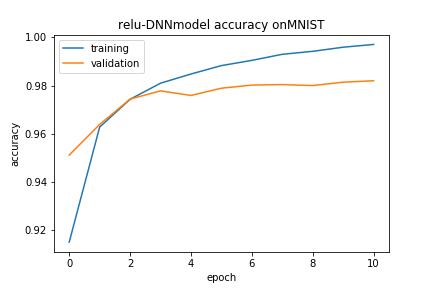 relu-DNNmodel accuracy onMNIST
training
validation
1.00
0.98
0.96
0.94
0.92
accuracy
0
2
4
6
8
10
epoch